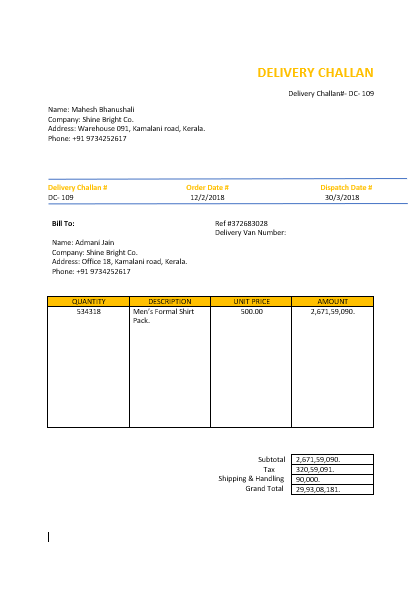 DELIVERY CHALLAN
Delivery Challan#- DC- 109
Name: Mahesh Bhanushali
Company: Shine Bright Co.
Address: Warehouse 091, Kamalani road, Kerala.
Phone: +91 9734252617
Delivery Challan # Order Date # Dispatch Date #
DC- 109 12/2/2018 30/3/2018
Bill To: Ref #372683028
Delivery Van Number:
Name: Admani Jain
Company: Shine Bright Co.
Address: Office 18, Kamalani road, Kerala.
Phone: +91 9734252617
QUANTITY DESCRIPTION UNIT PRICE AMOUNT
534318 Men's Formal Shirt 500.00 2,671,59,090.
Pack.
Subtotal 2,671,59,090.
Tax 320,59,091.
Shipping & Handling 90,000.
Grand Total 29,93,08,181.